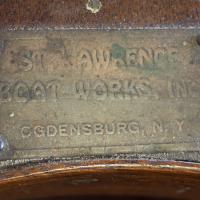 ST. LAWRENCE
BOAT WORKS, INC
OGDENSBURG, N.Y.